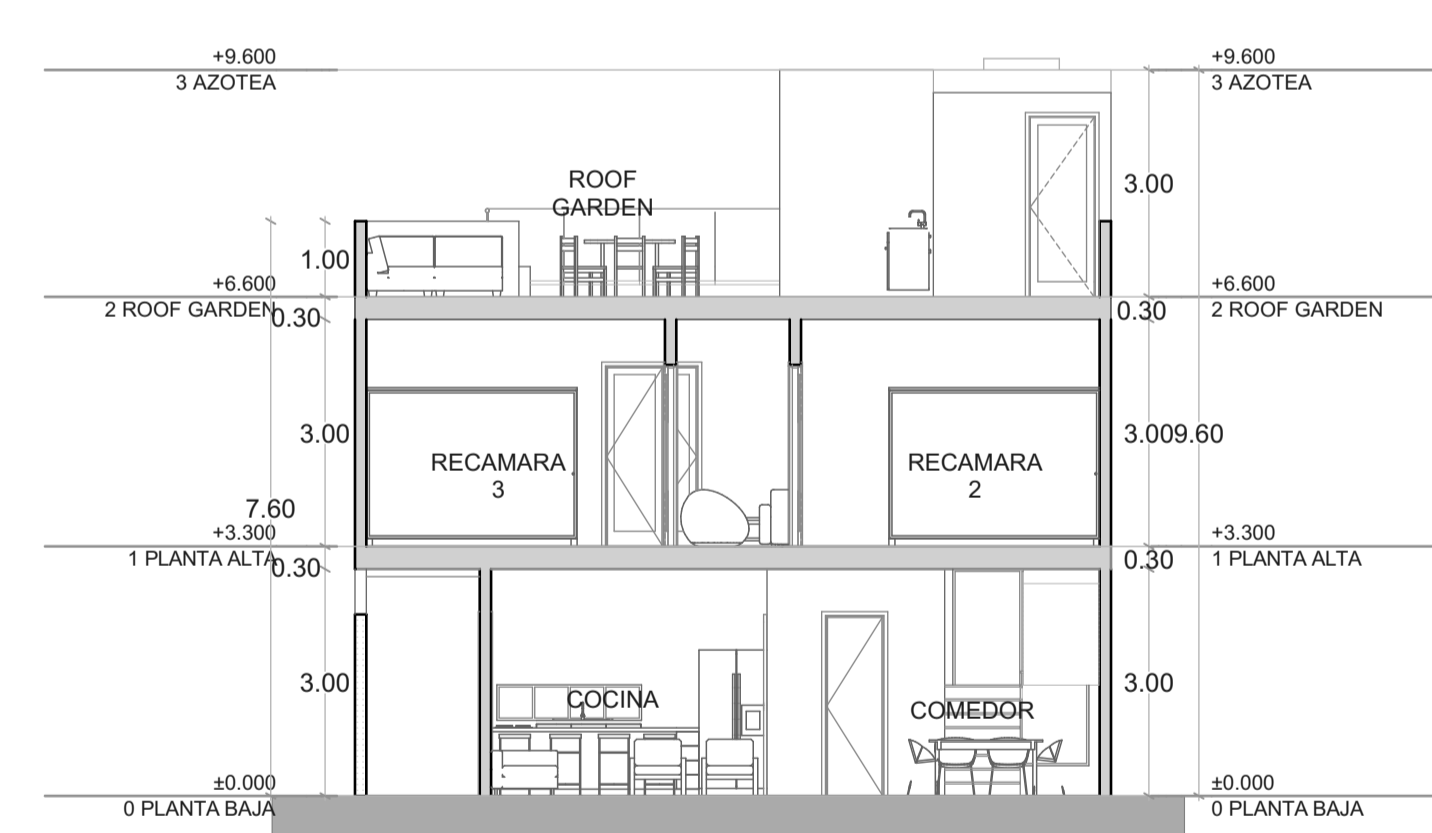 +9.600
3 AZOTEA
+9.600
3 AZOTEA
ROOF
GARDEN
3.00
1.00
+6.600
2 ROOF GARDEN
0.30
0.30
+6.600
2 ROOF GARDEN
3.00
RECAMARA
3
RECAMARA
2
3.009.60
7.60
+3.300
1 PLANTA ALTA
0.30
0.30
+3.300
1 PLANTA ALTA
3.00
COCINA
COMEDOR
3.00
±0.000
0 PLANTA BAJA
±0.000
0 PLANTA BAJA